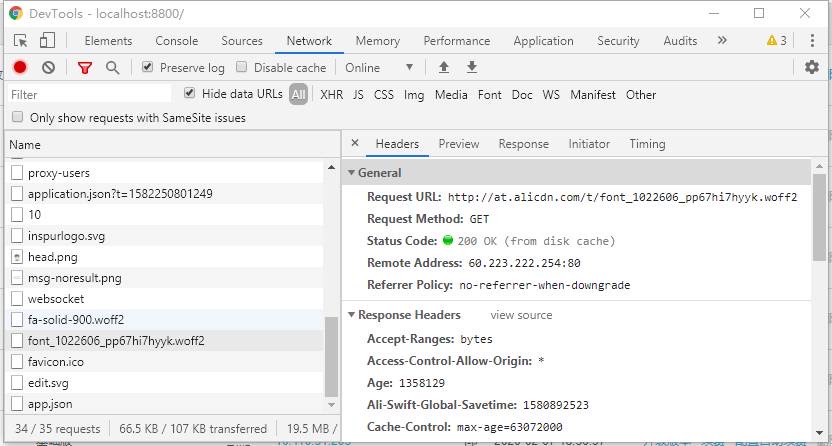 DevTools - localhost:8800/
Elements Console Sources Network Memory Performance Application Security Audits » 3
Preserve log Disable cache Online
Filter Hide data URLs All XHR JS CSS Img Media Font Doc WS Manifest Other
Only show requests with SameSite issues
Name
proxy-users
application.json?t=1582250801249
10
inspurlogo.svg
head.png
msg-noresult.png
websocket
fa-solid-900.woff2
font_1022606_pp67hi7hyyk.woff2
favicon.ico
edit.svg
app.json
34 / 35 requests 66.5 KB / 107 KB transferred 19.5 MB /
× Headers Preview Response Initiator Timing
General
Request URL: http://at.alicdn.com/t/font_1022606_pp67hi7hyyk.woff2
Request Method: GET
Status Code: 200 OK (from disk cache)
Remote Address: 60.223.222.254:80
Referrer Policy: no-referrer-when-downgrade
Response Headers view source
Accept-Ranges: bytes
Access-Control-Allow-Origin: *
Age: 1358129
Ali-Swift-Global-Savetime: 1580892523
Cache-Control: max-age=63072000